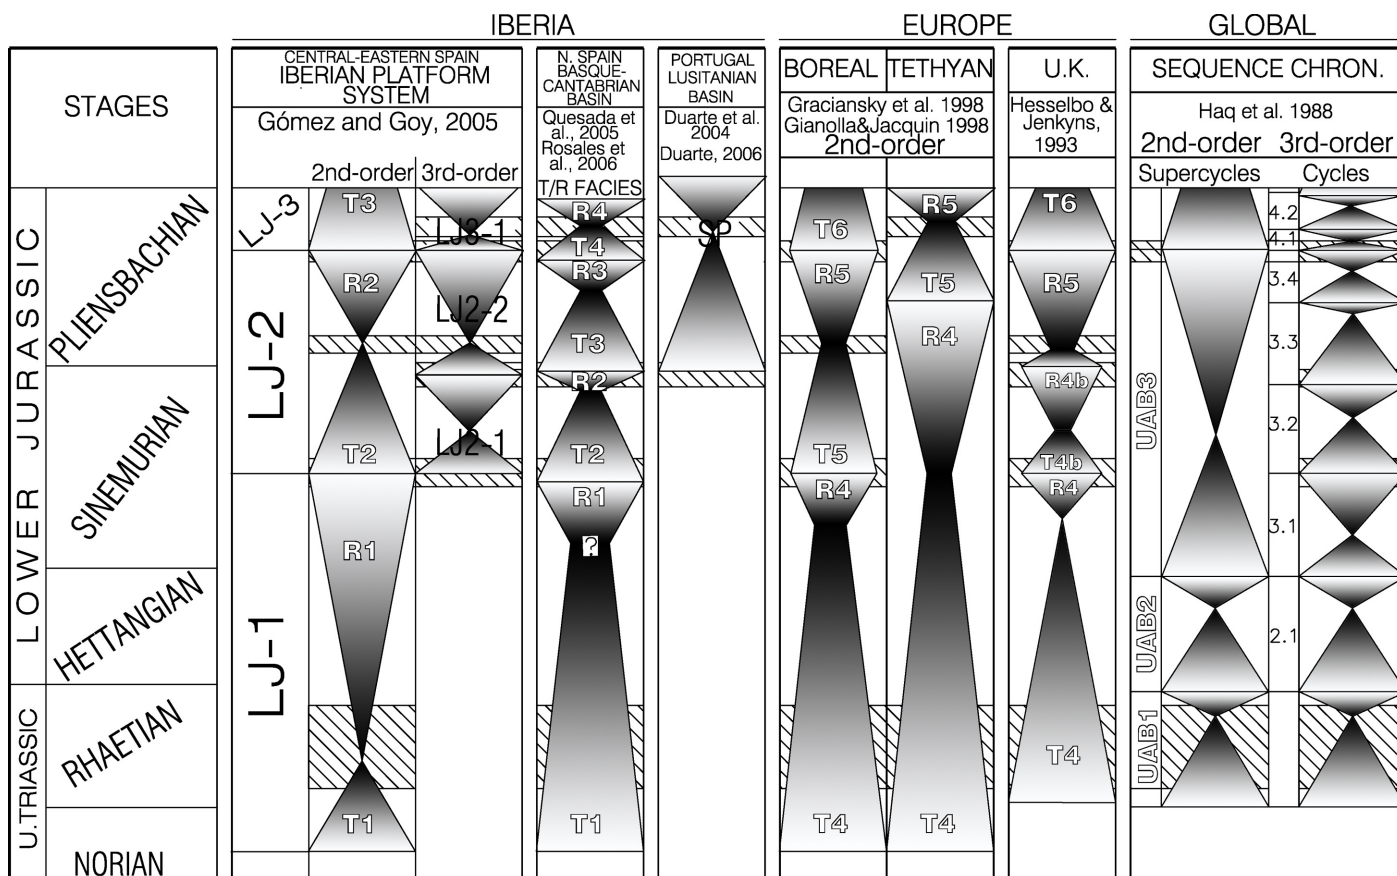 IBERIA
EUROPE
GLOBAL
STAGES
CENTRAL-EASTERN SPAIN
IBERIAN PLATFORM
SYSTEM
Gómez and Goy, 2005
2nd-order
3rd-order
N. SPAIN
BASQUE-
CANTABRIAN
BASIN
Quesada et
al., 2005
Rosales et
al., 2006
T/R FACIES
PORTUGAL
LUSITANIAN
BASIN
Duarte et al.
2004
Duarte, 2006
BOREAL
TETHYAN
Graciansky et al. 1998
Gianolla&Jacquin 1998
2nd-order
U.K.
Hesselbo &
Jenkyns,
1993
SEQUENCE CHRON.
Haq et al. 1988
2nd-order
3rd-order
Supercycles
Cycles
LOWER JURASSIC
U.TRIASSIC
PLIENSBACHIAN
SINEMURIAN
HETTANGIAN
RHAETIAN
NORIAN
LJ-3
LJ-2
LJ-1
T3
R2
T2
R1
T1
LJ3-1
LJ2-2
LJ2-1
R4
T4
R3
T3
R2
T2
R1
?
T1
SP
T6
R5
T5
R4
T4
R5
T5
R4
T4
T6
R5
R4b
T4b
R4
T4
UAB3
UAB2
UAB1
4.2
4.1
3.4
3.3
3.2
3.1
2.1